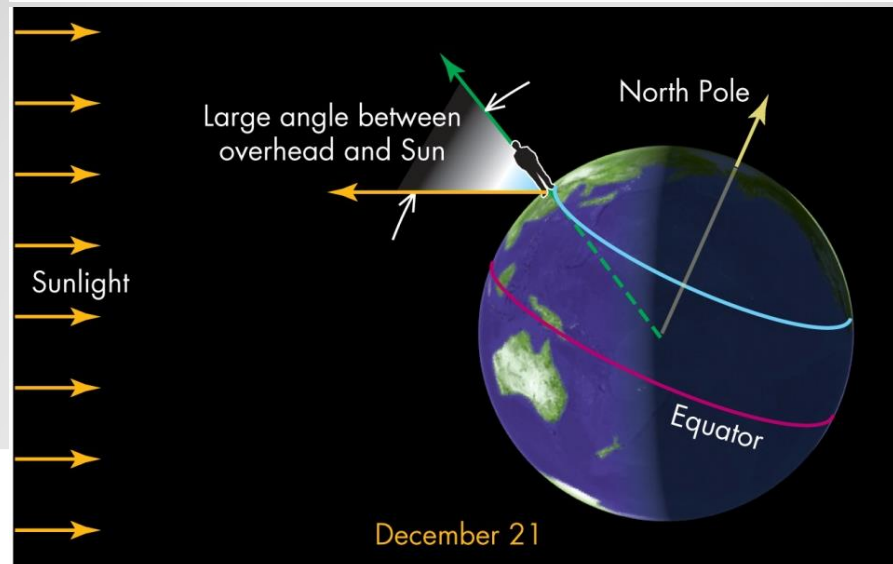 Large angle between
overhead and Sun
North Pole
Sunlight
Equator
December 21